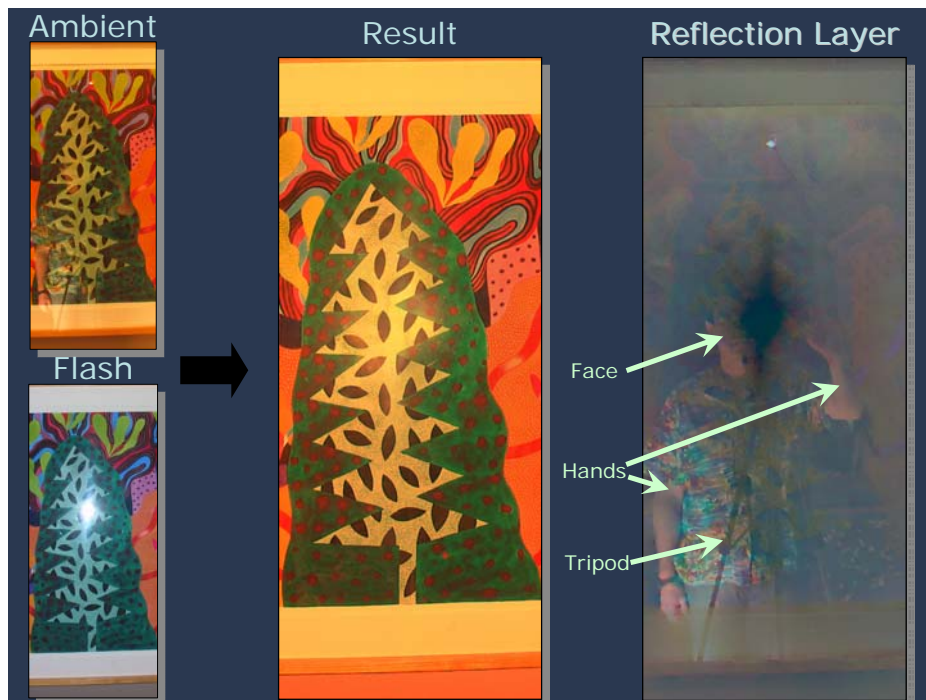 Ambient
Result
Reflection Layer
Flash
Face
Hands
Tripod